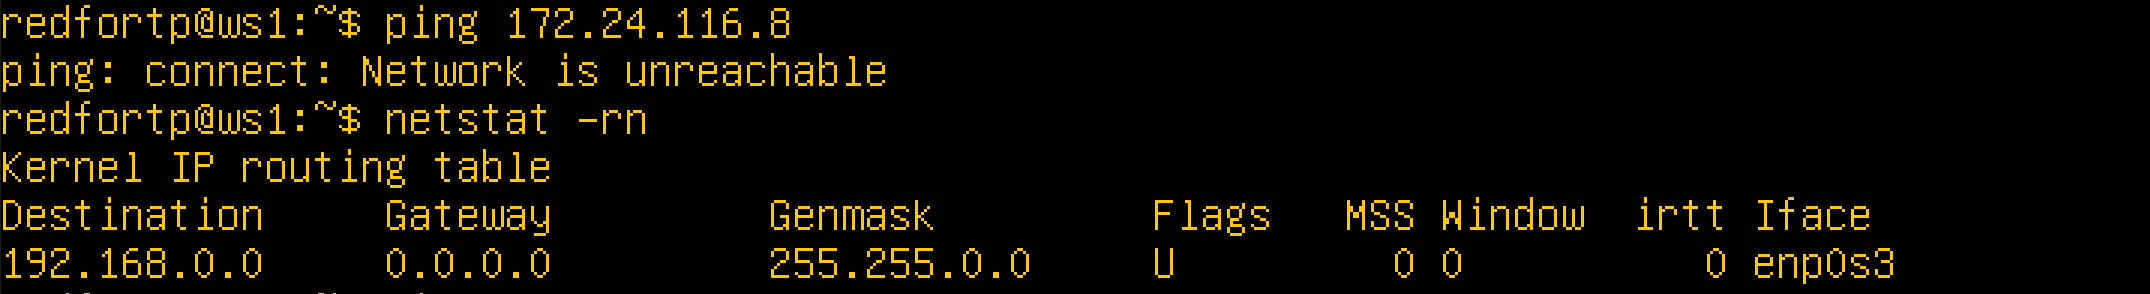 redfortp@ws1:~$ ping 172.24.116.8
ping: connect: Network is unreachable
redfortp@ws1:~$ netstat -rn
Kernel IP routing table
Destination     Gateway         Genmask         Flags   MSS Window  irtt Iface
192.168.0.0     0.0.0.0         255.255.0.0     U         0 0          0 enp0s3